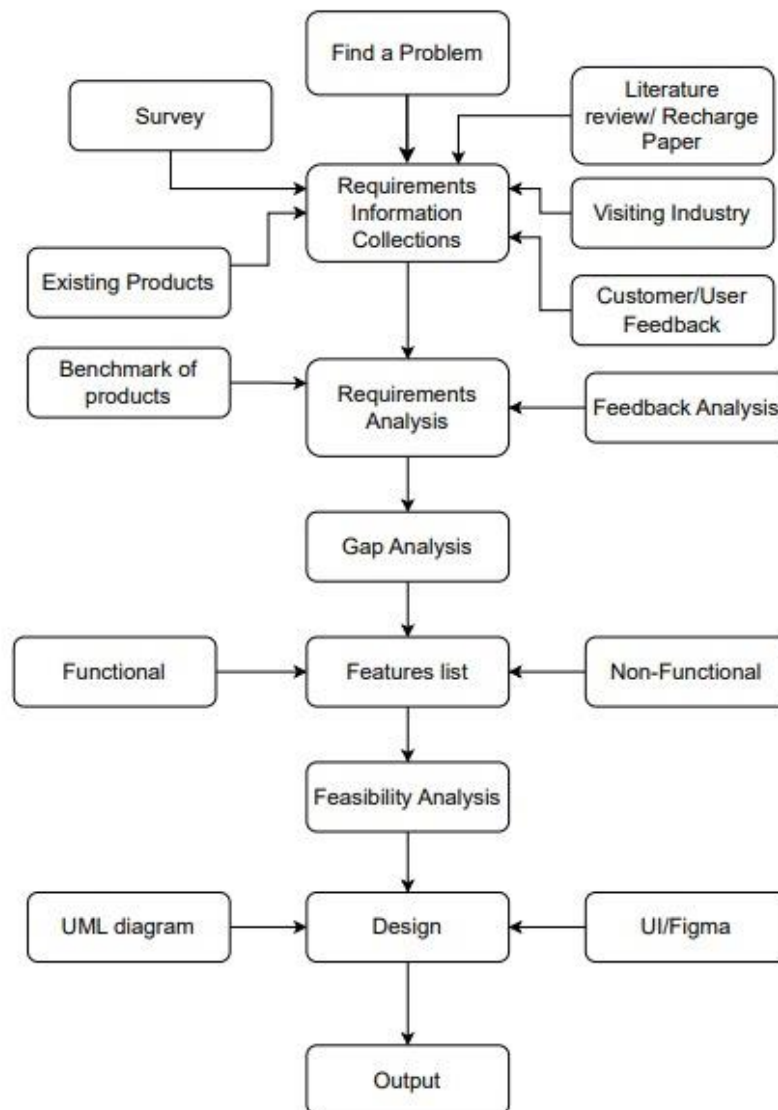 Find a Problem
Survey
Literature
review/ Recharge
Paper
Requirements
Information
Collections
Visiting Industry
Existing Products
Customer/User
Feedback
Benchmark of
products
Requirements
Analysis
Feedback Analysis
Gap Analysis
Functional
Features list
Non-Functional
Feasibility Analysis
UML diagram
Design
UI/Figma
Output